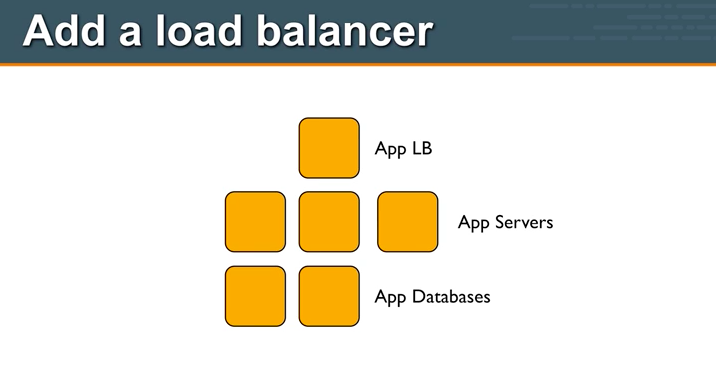 Add a load balancer
App LB
App Servers
App Databases